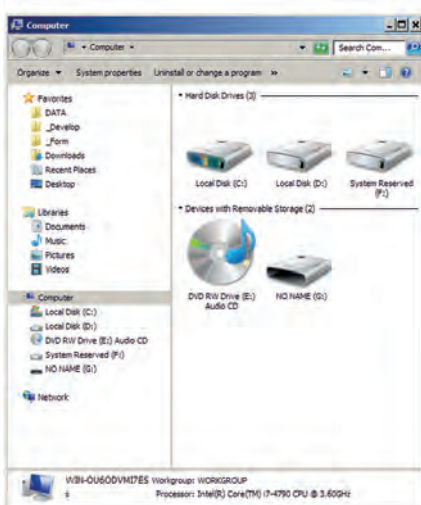 Computer
Computer
Search Com...
Organize System properties Uninstall or change a program »
Favorites
DATA
_Develop
_Form
Downloads
Recent Places
Desktop
Libraries
Documents
Music
Pictures
Videos
Computer
Local Disk (C:)
Local Disk (D:)
DVD RW Drive (E:) Audio CD
System Reserved (F:)
NO NAME (G:)
Network
Hard Disk Drives (3)
Local Disk (C:)
Local Disk (D:)
System Reserved
(F:)
Devices with Removable Storage (2)
DVD RW Drive (E:)
Audio CD
NO NAME (G:)
WIN-OU6ODVMI7ES Workgroup: WORKGROUP
s Processor: Intel(R) Core(TM) i7-4790 CPU @ 3.60GHz